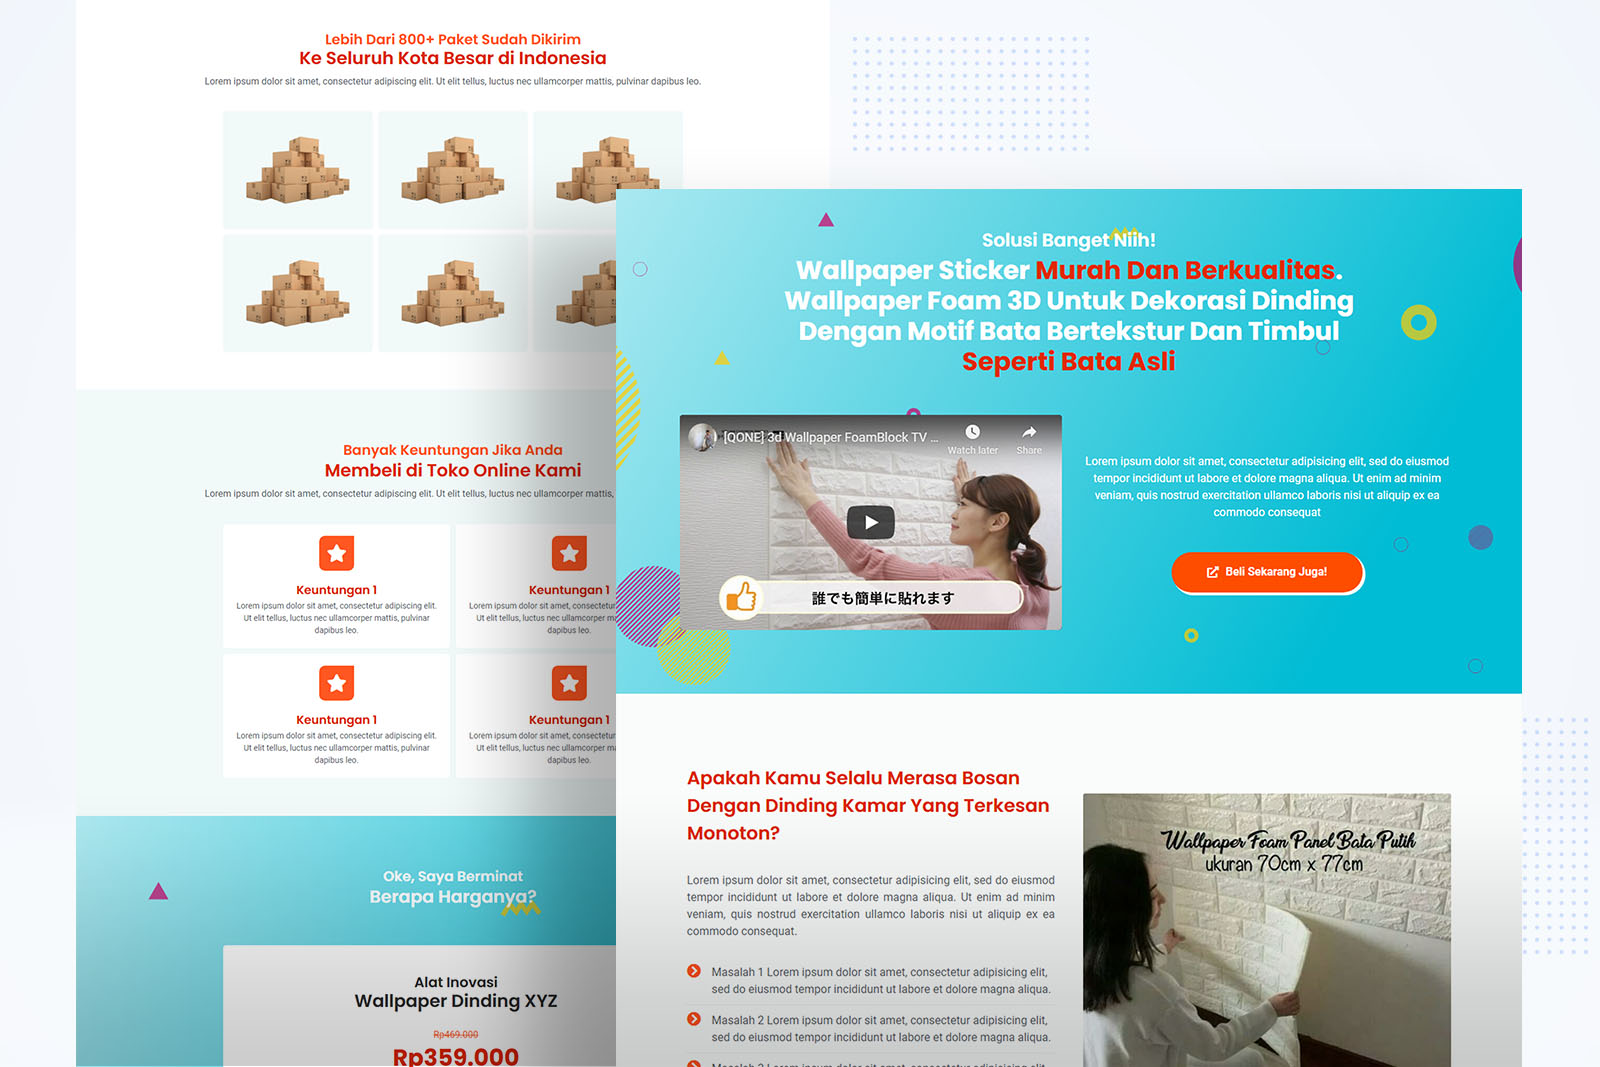 Lebih Dari 800+ Paket Sudah Dikirim
Ke Seluruh Kota Besar di Indonesia
Lorem ipsum dolor sit amet, consectetur adipiscing elit. Ut elit tellus, luctus nec ullamcorper mattis, pulvinar dapibus leo.
Banyak Keuntungan Jika Anda
Membeli di Toko Online Kami
Lorem ipsum dolor sit amet, consectetur adipiscing elit. Ut elit tellus, luctus nec ullamcorper mattis,
Keuntungan 1
Lorem ipsum dolor sit amet, consectetur adipiscing elit.
Ut elit tellus, luctus nec ullamcorper mattis, pulvinar
dapibus leo.
Keuntungan 1
Lorem ipsum dolor sit amet, consectetur
Ut elit tellus, luctus nec ullamcorper
dapibus leo.
Keuntungan 1
Lorem ipsum dolor sit amet, consectetur adipiscing elit.
Ut elit tellus, luctus nec ullamcorper mattis, pulvinar
dapibus leo.
Keuntungan 1
Lorem ipsum dolor sit amet, consectetur
Ut elit tellus, luctus nec ullamcorper
dapibus leo.
Oke, Saya Berminat
Berapa Harganya?
Alat Inovasi
Wallpaper Dinding XYZ
Rp469.000
Rp359.000
Solusi Banget Niih!
Wallpaper Sticker Murah Dan Berkualitas.
Wallpaper Foam 3D Untuk Dekorasi Dinding
Dengan Motif Bata Bertekstur Dan Timbul
Seperti Bata Asli
[QONE] 3d Wallpaper FoamBlock TV ...
Watch later
Share
誰でも簡単に貼れます
Lorem ipsum dolor sit amet, consectetur adipisicing elit, sed do eiusmod
tempor incididunt ut labore et dolore magna aliqua. Ut enim ad minim
veniam, quis nostrud exercitation ullamco laboris nisi ut aliquip ex ea
commodo consequat
Beli Sekarang Juga!
Apakah Kamu Selalu Merasa Bosan
Dengan Dinding Kamar Yang Terkesan
Monoton?
Lorem ipsum dolor sit amet, consectetur adipisicing elit, sed do eiusmod
tempor incididunt ut labore et dolore magna aliqua. Ut enim ad minim
veniam, quis nostrud exercitation ullamco laboris nisi ut aliquip ex ea
commodo consequat.
Masalah 1 Lorem ipsum dolor sit amet, consectetur adipisicing elit,
sed do eiusmod tempor incididunt ut labore et dolore magna aliqua.
Masalah 2 Lorem ipsum dolor sit amet, consectetur adipisicing elit,
sed do eiusmod tempor incididunt ut labore et dolore magna aliqua.
Wallpaper Foam Panel Bata Putih
ukuran 70cm x 77cm